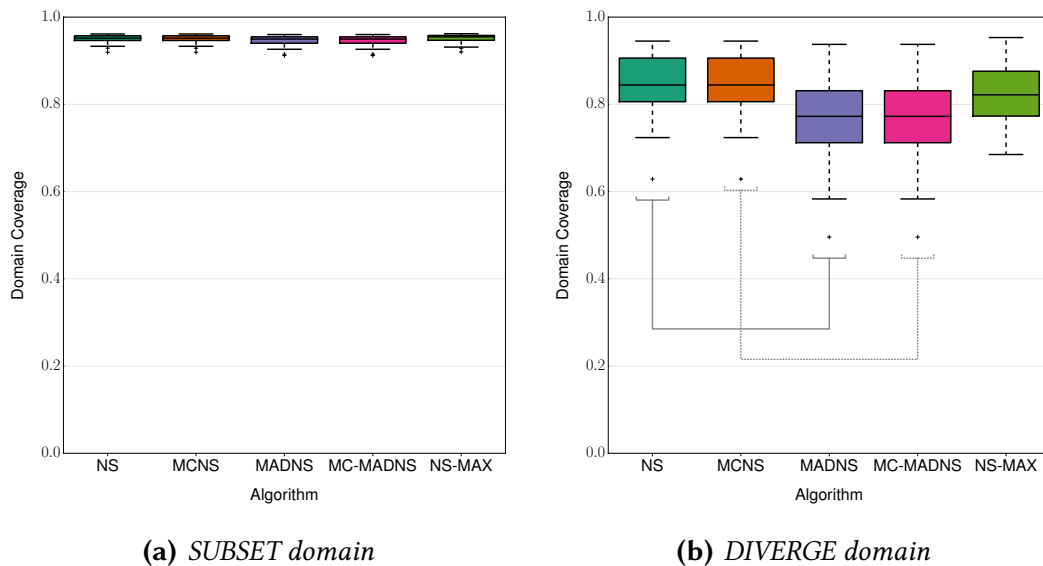 1.0
0.8
0.6
0.4
0.2
0.0
Domain Coverage
NS MCNS MADNS MC-MADNS NS-MAX
Algorithm
(a) SUBSET domain
1.0
0.8
0.6
0.4
0.2
0.0
Domain Coverage
NS MCNS MADNS MC-MADNS NS-MAX
Algorithm
(b) DIVERGE domain